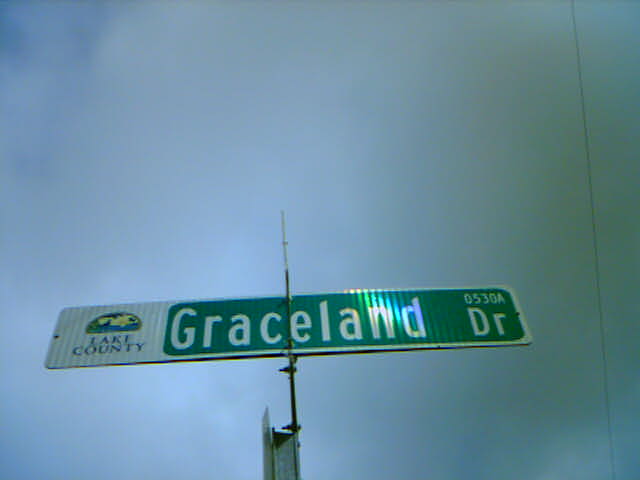 LAKE
COUNTY
Graceland Dr
0530A